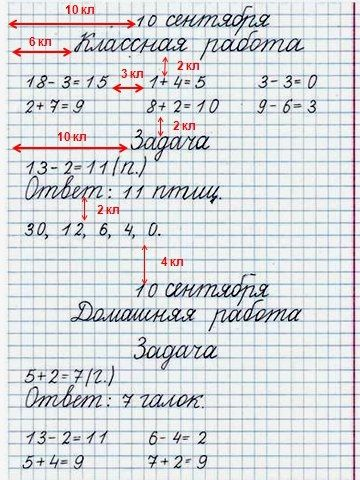 10 кл 10 сентября
6 кл Классная работа
2 кл
18-3=15 3 кл 1+4=5 3-3=0
2+7=9 8+2=10 9-6=3
2 кл
10 кл Задача
13-2=11(п.)
Ответ: 11 птиц.
2 кл
30, 12, 6, 4, 0.
4 кл
10 сентября
Домашняя работа
Задача
5+2=7(г.)
Ответ: 7 галок.
13-2=11 6-4=2
5+4=9 7+2=9